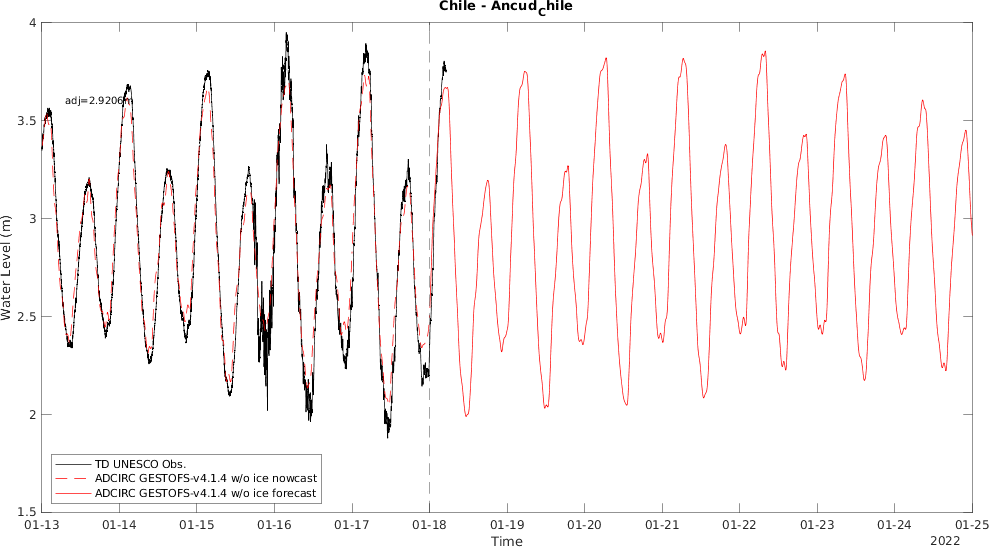 Chile - Ancud_Chile
4
3.5
3
2.5
2
1.5
Water Level (m)
adj=2.9206
TD UNESCO Obs.
ADCIRC GESTOFS-v4.1.4 w/o ice nowcast
ADCIRC GESTOFS-v4.1.4 w/o ice forecast
01-13 01-14 01-15 01-16 01-17 01-18 01-19 01-20 01-21 01-22 01-23 01-24 01-25
Time
2022